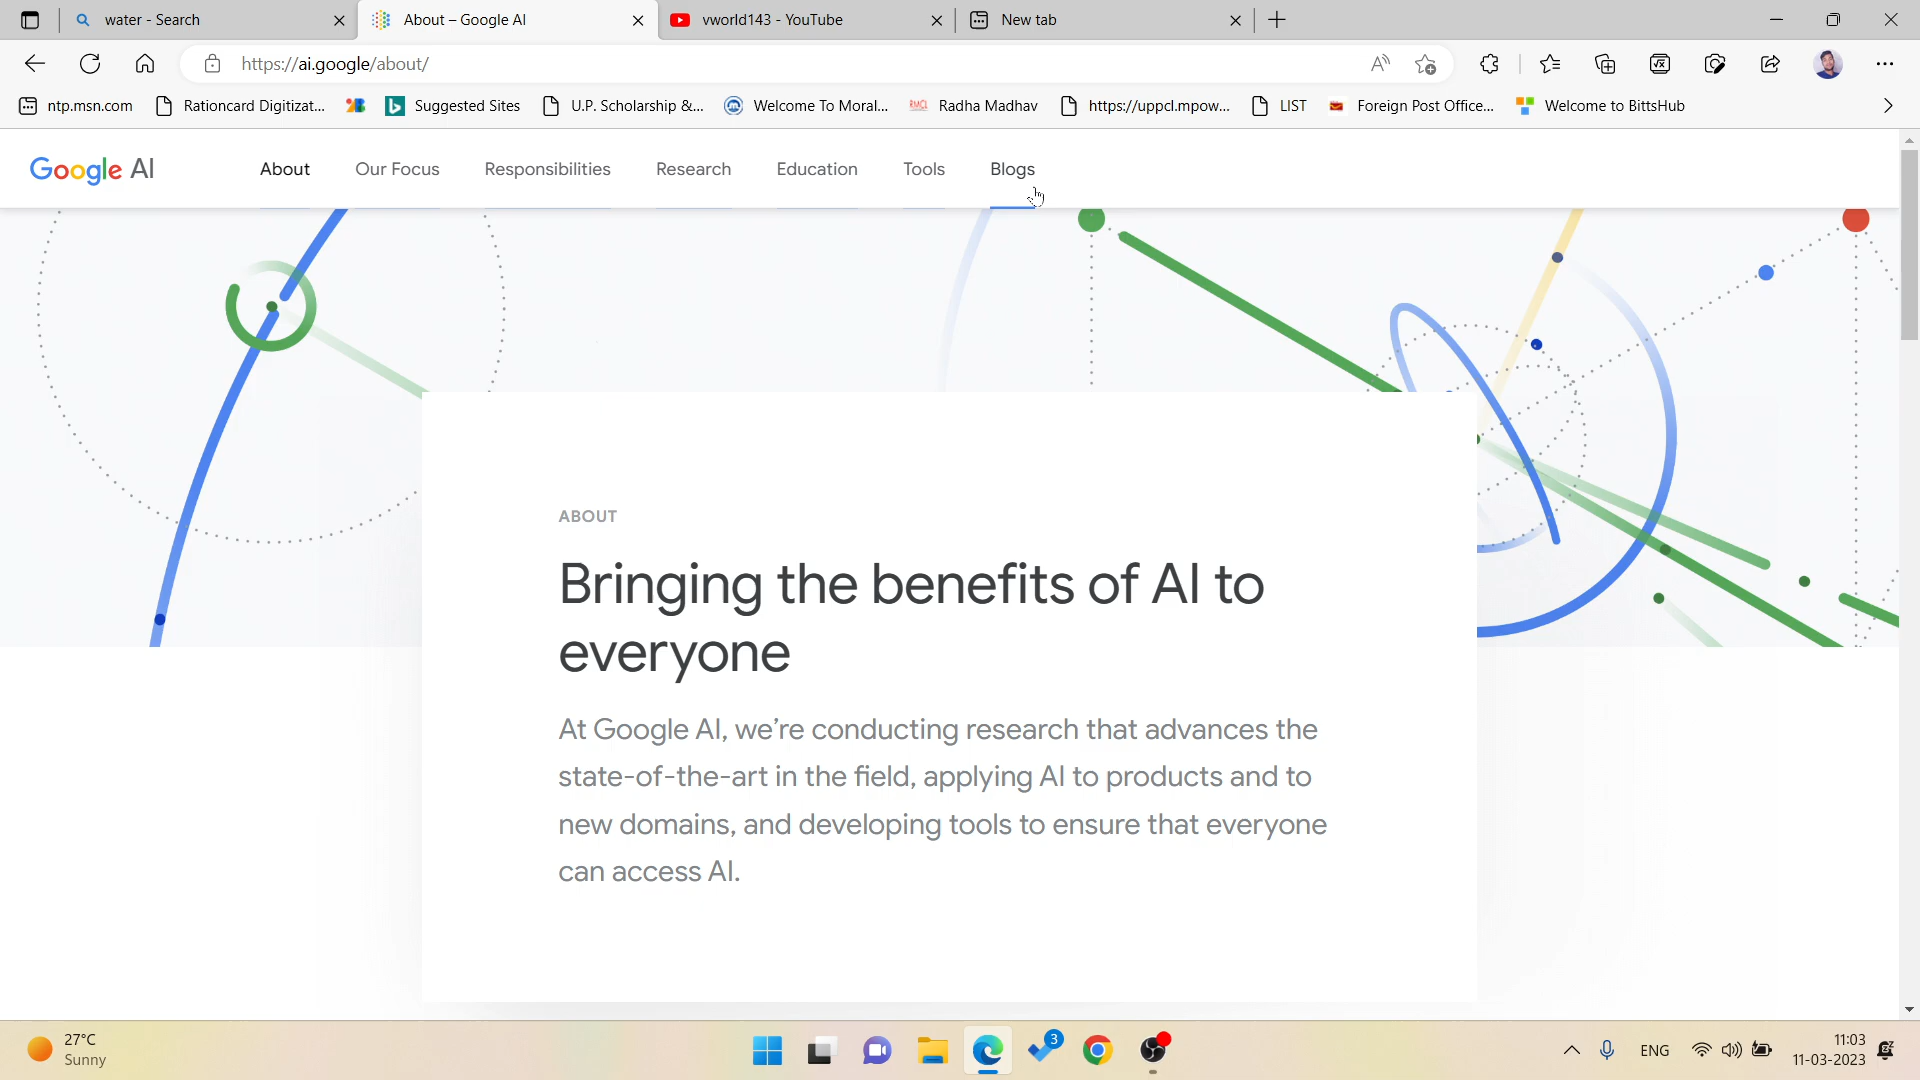 water - Search
About – Google AI
vworld143 - YouTube
New tab
https://ai.google/about/
ntp.msn.com
Rationcard Digitizat...
Suggested Sites
U.P. Scholarship &...
Welcome To Moral...
Radha Madhav
https://uppcl.mpow...
LIST
Foreign Post Office...
Welcome to BittsHub
Google AI
About
Our Focus
Responsibilities
Research
Education
Tools
Blogs
ABOUT
Bringing the benefits of AI to
everyone
At Google AI, we’re conducting research that advances the
state-of-the-art in the field, applying AI to products and to
new domains, and developing tools to ensure that everyone
can access AI.
27°C
Sunny
3
ENG
11:03
11-03-2023